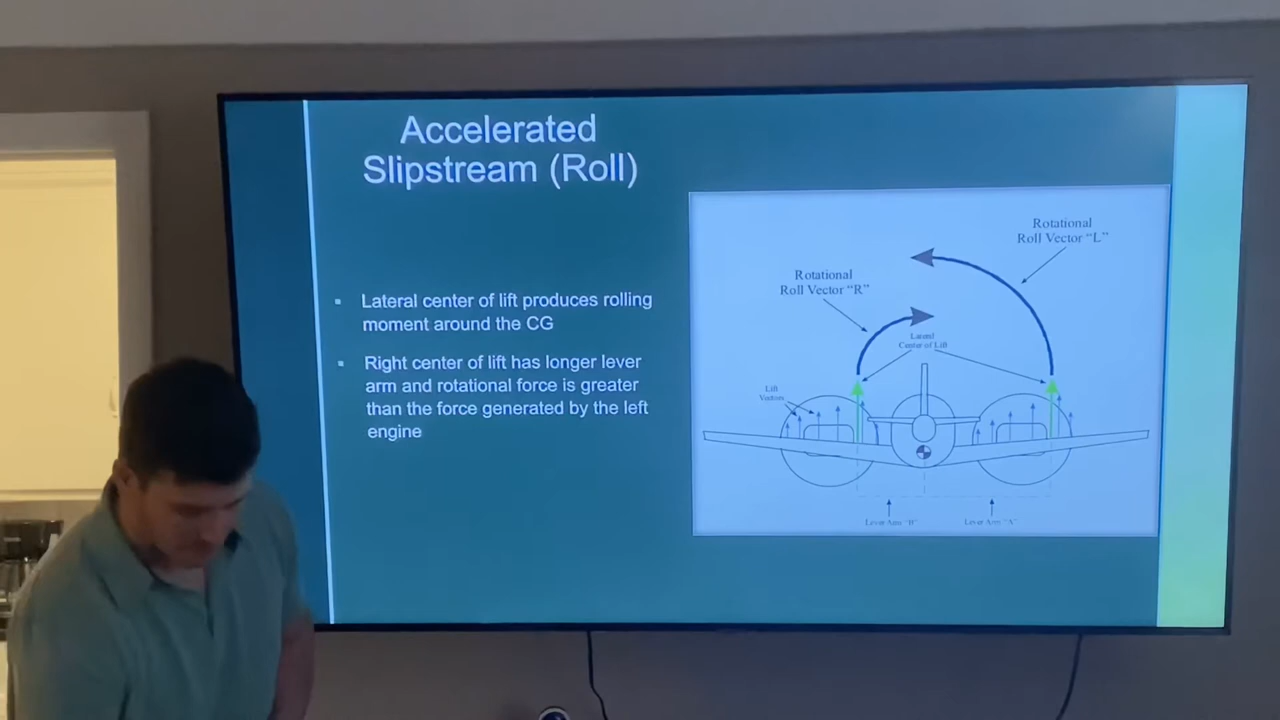 Accelerated
Slipstream (Roll)
Lateral center of lift produces rolling
moment around the CG
Right center of lift has longer lever
arm and rotational force is greater
than the force generated by the left
engine
Rotational
Roll Vector “L”
Rotational
Roll Vector “R”
Lateral
Center of Lift
Lift
Vectors
Lever Arm "B"
Lever Arm "A"